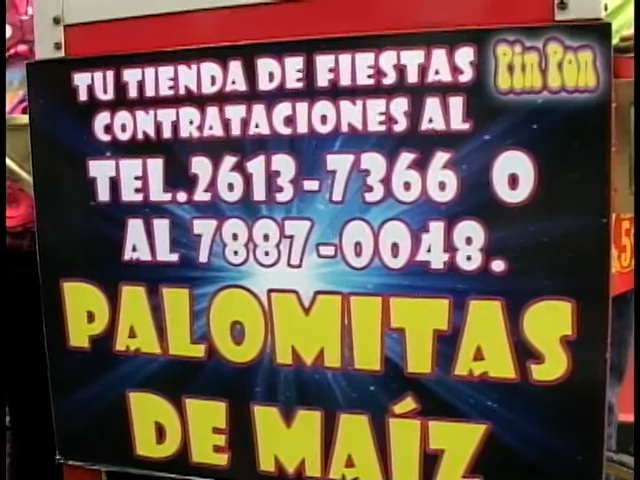 TU TIENDA DE FIESTAS Pin Pon
CONTRATACIONES AL
TEL.2613-7366 O
AL 7887-0048.
PALOMITAS
DE MAÍZ